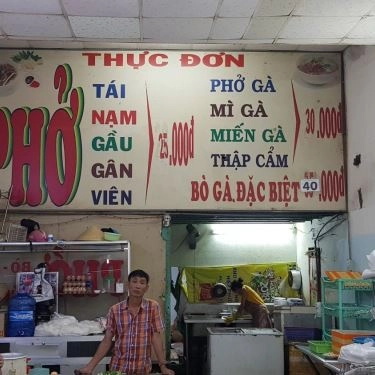 THỰC ĐƠN
PHỞ
TÁI
NẠM
GẦU
GÂN
VIÊN
25,000đ
PHỞ GÀ
MÌ GÀ
MIẾN GÀ
THẬP CẨM
30,000đ
BÒ GÀ ĐẶC BIỆT 40,000đ